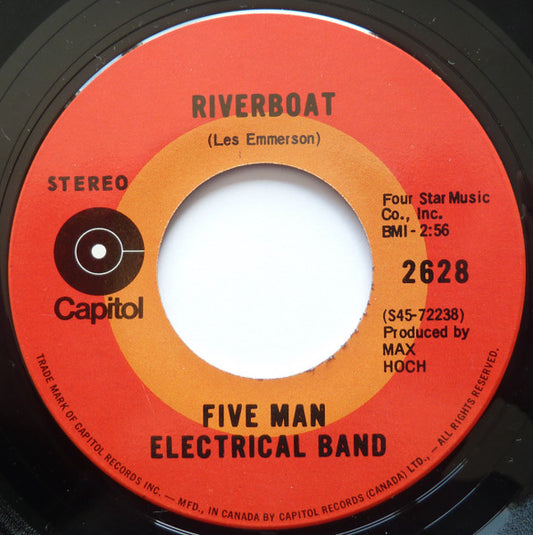 RIVERBOAT
(Les Emmerson)
STEREO
Capitol
Four Star Music
Co., Inc.
BMI - 2:56
2628
(S45-72238)
Produced by
MAX
HOCH
FIVE MAN
ELECTRICAL BAND
TRADE MARK OF CAPITOL RECORDS INC. — MFD., IN CANADA BY CAPITOL RECORDS (CANADA) LTD., — ALL RIGHTS RESERVED.